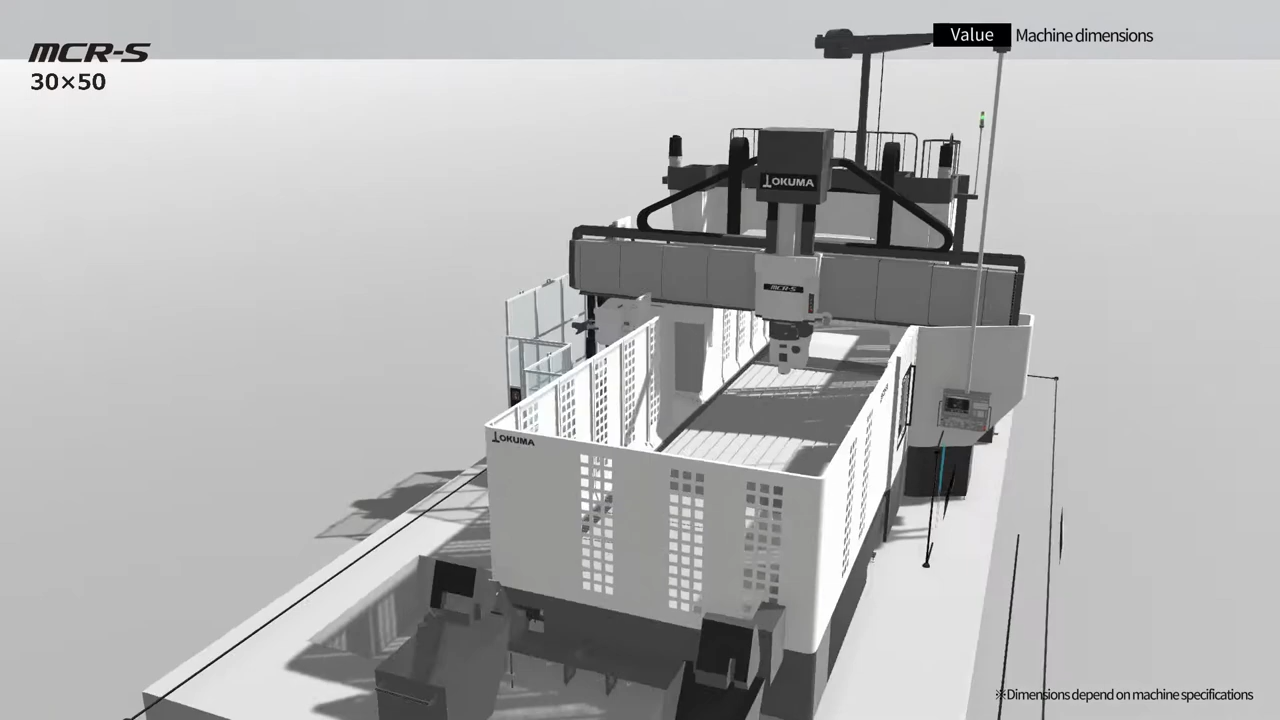 MCR-S
30×50
Value Machine dimensions
OKUMA
MCR-S
OKUMA
※Dimensions depend on machine specifications